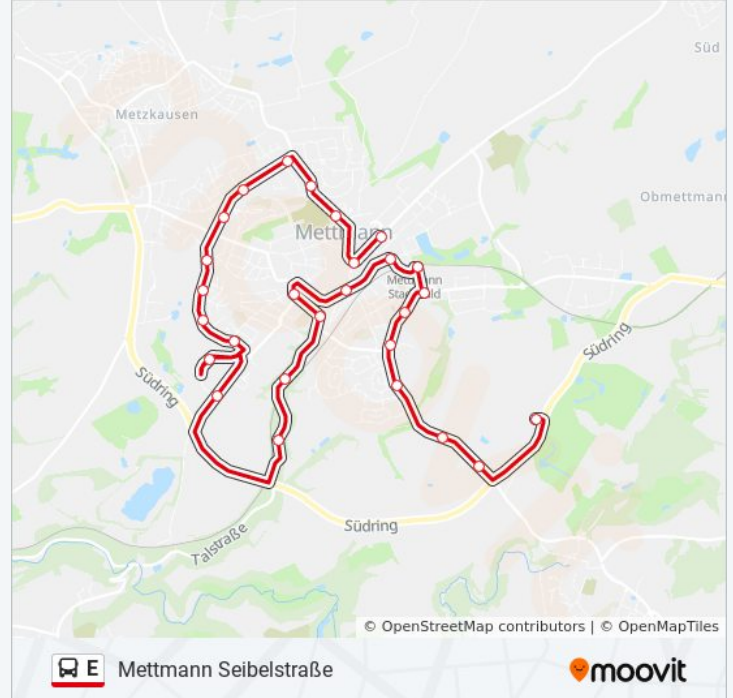 Süd
Metzkausen
Obmettmann
Mettmann
Mettmann
Stadtwald
Südring
Südring
Südring
Talstraße
© OpenStreetMap contributors | © OpenMapTiles
E Mettmann Seibelstraße
moovit